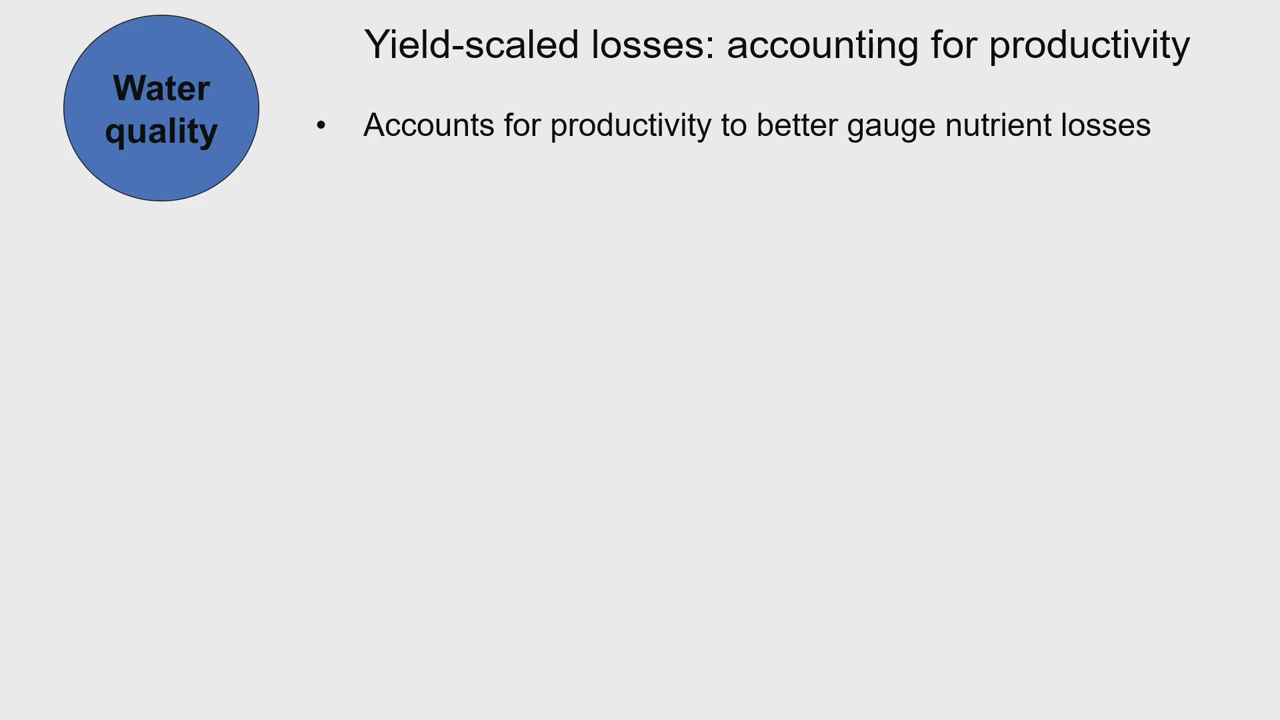 Water
quality
Yield-scaled losses: accounting for productivity
• Accounts for productivity to better gauge nutrient losses